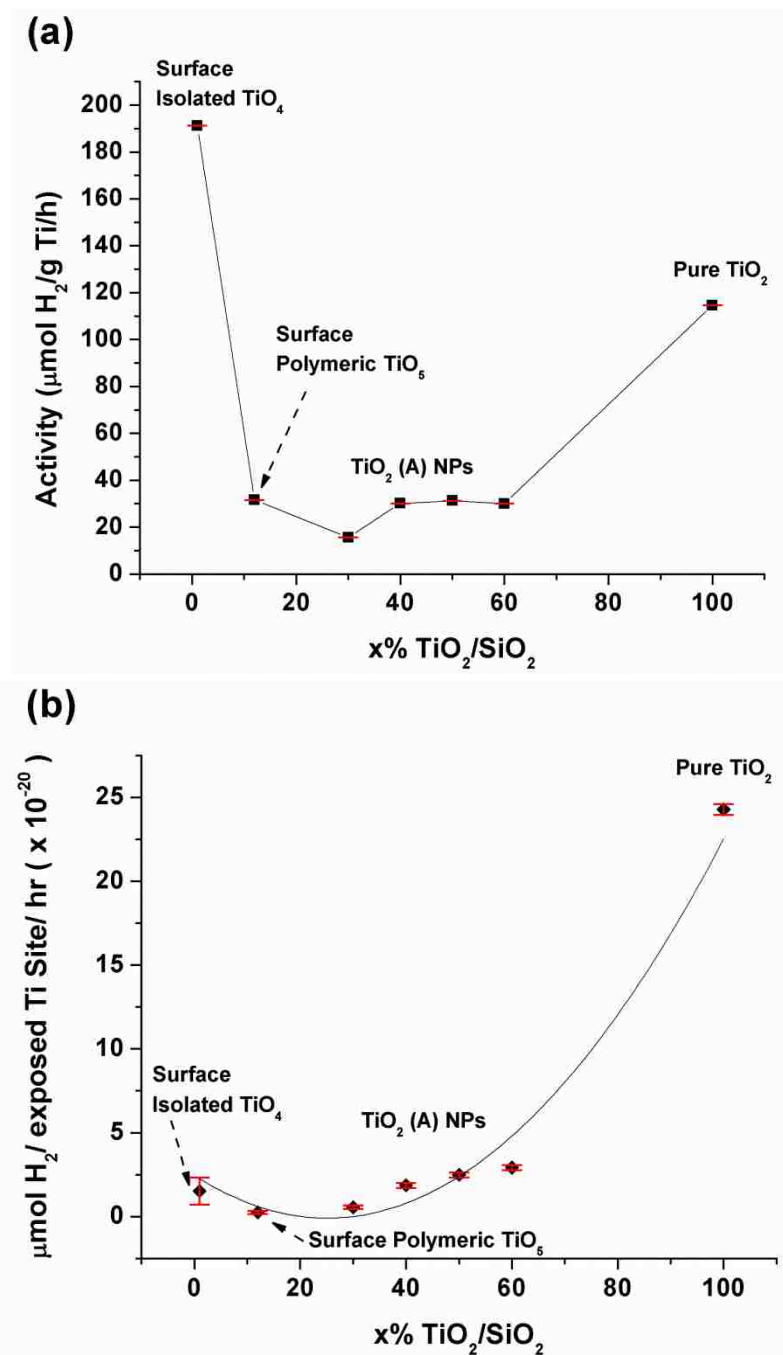 (a)
Surface
Isolated TiO₄
200
180
160
140
120
100
80
60
40
20
0
Activity (μmol H₂/g Ti/h)
Pure TiO₂
Surface
Polymeric TiO₅
TiO₂ (A) NPs
0 20 40 60 80 100
x% TiO₂/SiO₂
(b)
25
20
15
10
5
0
μmol H₂/ exposed Ti Site/ hr ( x 10⁻²⁰ )
Pure TiO₂
Surface
Isolated TiO₄
TiO₂ (A) NPs
Surface Polymeric TiO₅
0 20 40 60 80 100
x% TiO₂/SiO₂